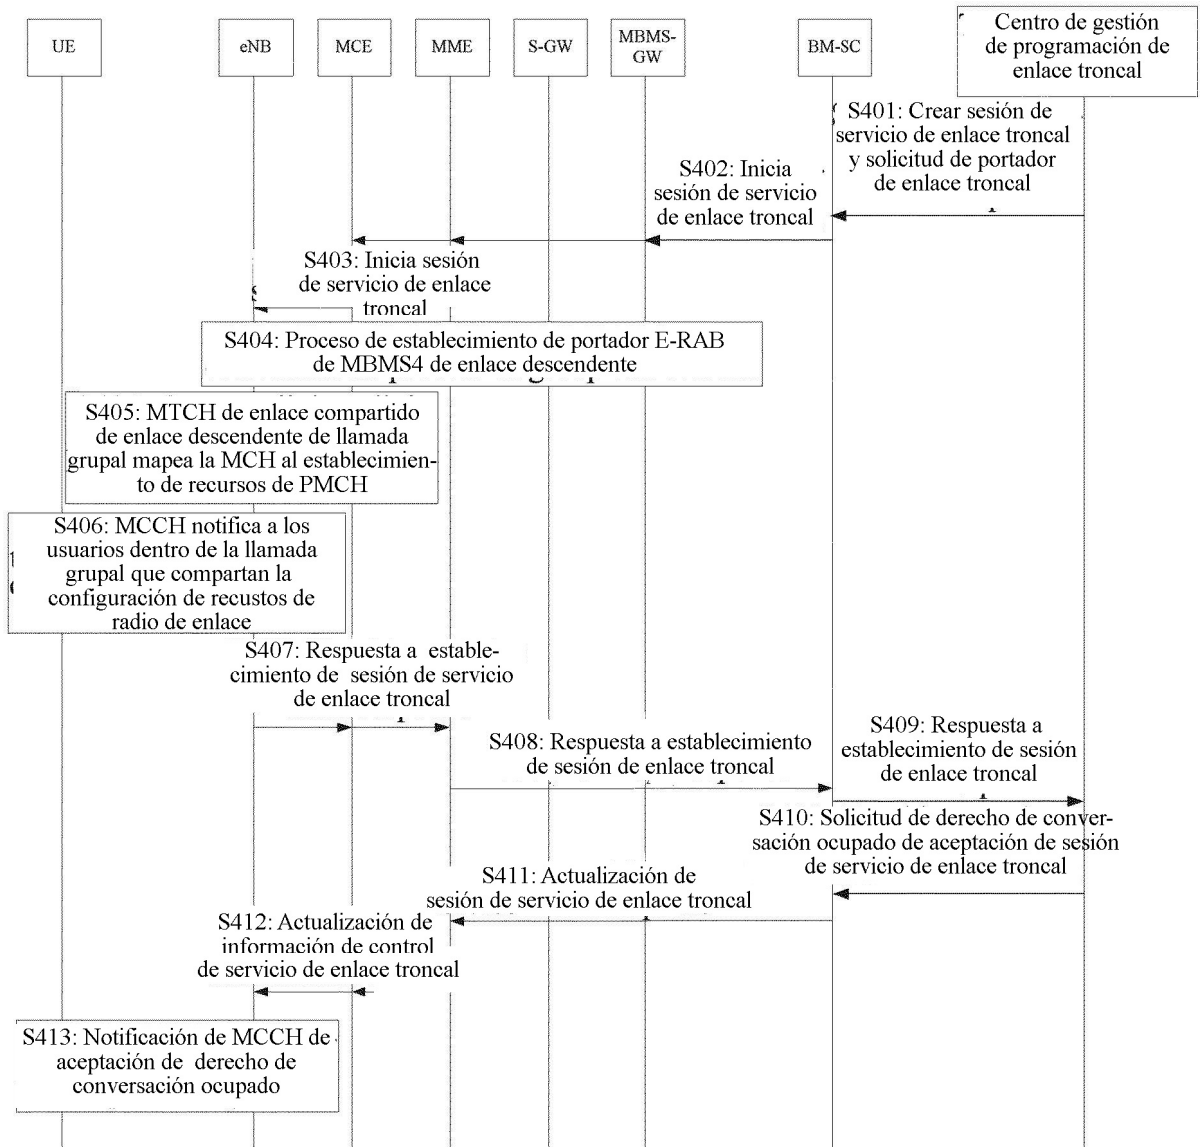 UE
eNB
MCE
MME
S-GW
MBMS-
GW
BM-SC
Centro de gestión
de programación de
enlace troncal
S401: Crear sesión de
servicio de enlace troncal
y solicitud de portador
de enlace troncal
S402: Inicia
sesión de servicio
de enlace troncal
S403: Inicia sesión
de servicio de enlace
troncal
S404: Proceso de establecimiento de portador E-RAB
de MBMS4 de enlace descendente
S405: MTCH de enlace compartido
de enlace descendente de llamada
grupal mapea la MCH al establecimien-
to de recursos de PMCH
S406: MCCH notifica a los
usuarios dentro de la llamada
grupal que compartan la
configuración de recustos de
radio de enlace
S407: Respuesta a estable-
cimiento de sesión de servicio
de enlace troncal
S408: Respuesta a establecimiento
de sesión de enlace troncal
S409: Respuesta a
establecimiento de sesión
de enlace troncal
S410: Solicitud de derecho de conver-
sación ocupado de aceptación de sesión
de servicio de enlace troncal
S411: Actualización de
sesión de servicio de enlace troncal
S412: Actualización de
información de control
de servicio de enlace troncal
S413: Notificación de MCCH de
aceptación de derecho de
conversación ocupado